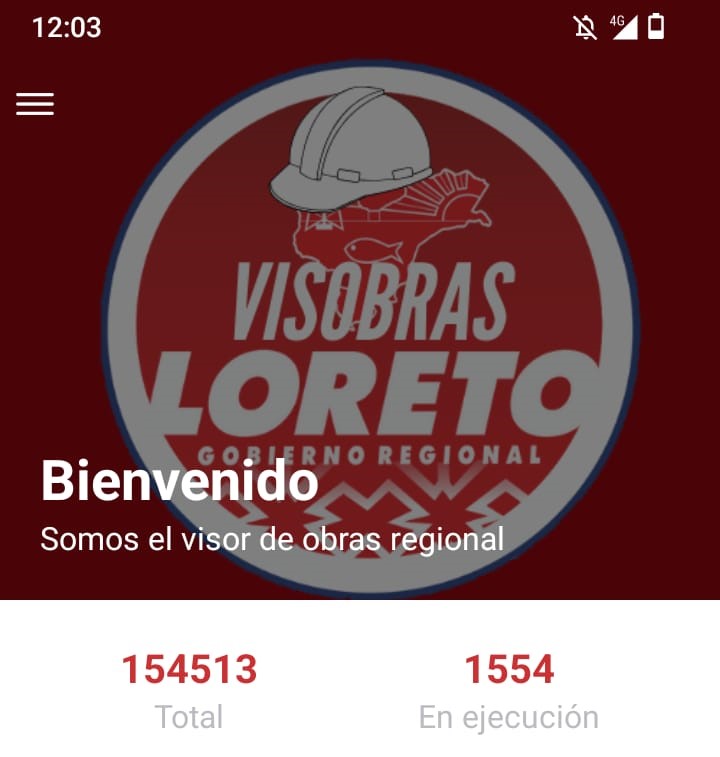 12:03
4G
VISOBRAS
LORETO
GOBIERNO REGIONAL
Bienvenido
Somos el visor de obras regional
154513 1554
Total En ejecución